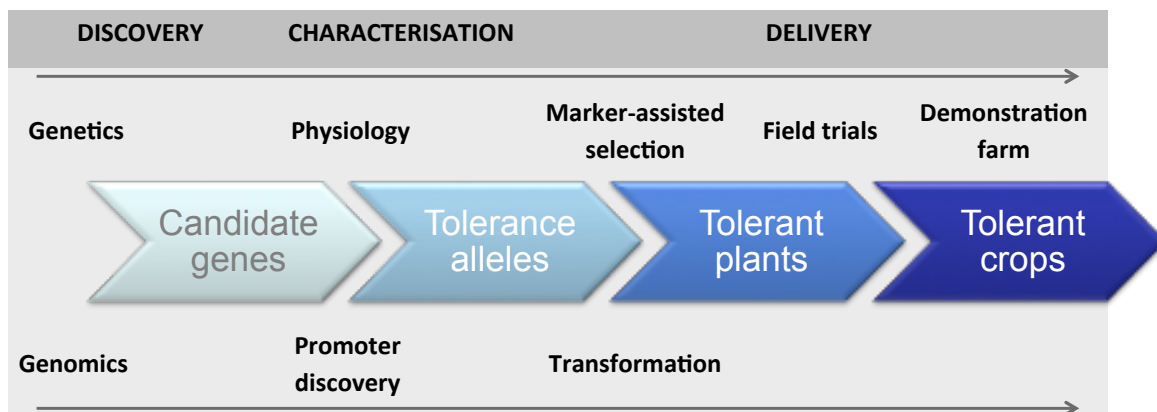 DISCOVERY CHARACTERISATION DELIVERY
Genetics
Physiology
Marker-assisted
selection
Field trials
Demonstration
farm
Candidate
genes
Tolerance
alleles
Tolerant
plants
Tolerant
crops
Genomics
Promoter
discovery
Transformation